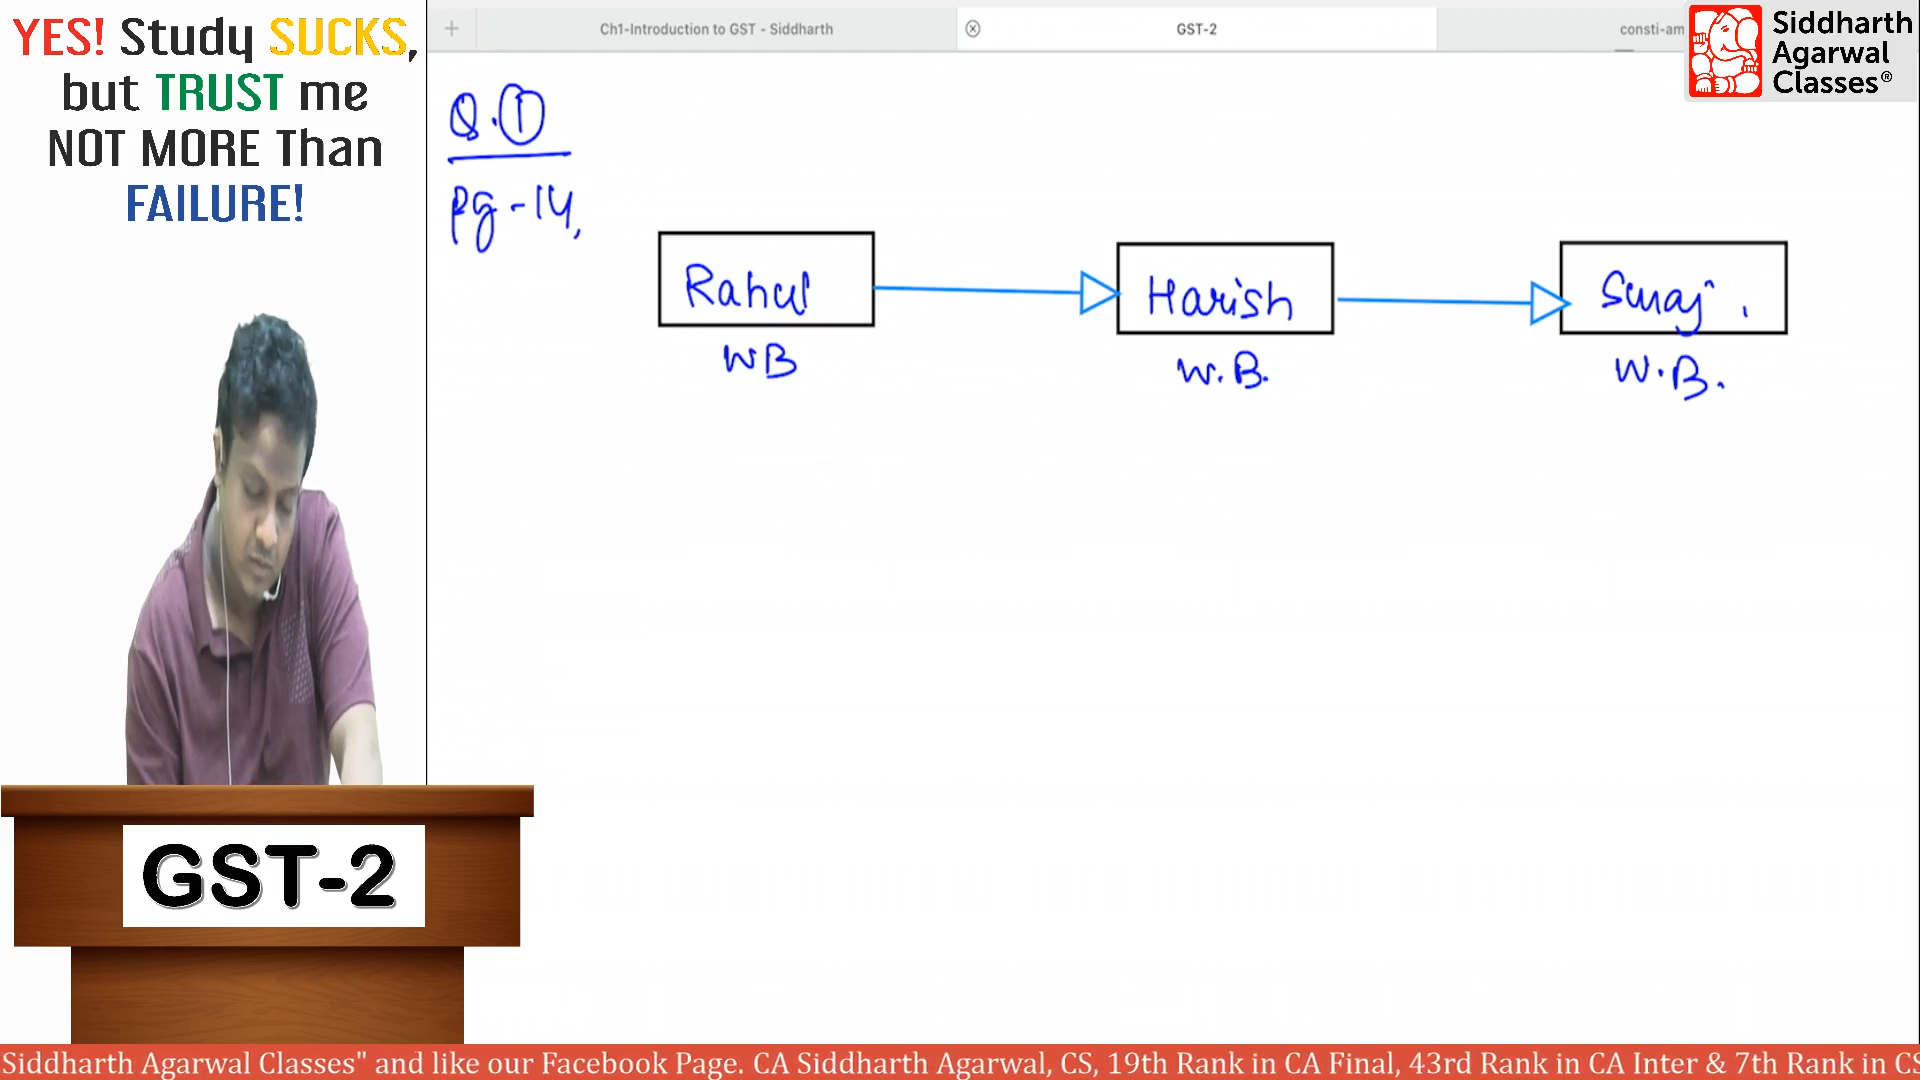 YES! Study SUCKS,
but TRUST me
NOT MORE Than
FAILURE!
Ch1-Introduction to GST - Siddharth
GST-2
consti-am
Siddharth
Agarwal
Classes®
Q.①
Pg-14,
Rahul
Harish
Suraj.
WB
W.B.
W.B.
GST-2
Siddharth Agarwal Classes" and like our Facebook Page. CA Siddharth Agarwal, CS, 19th Rank in CA Final, 43rd Rank in CA Inter & 7th Rank in CS